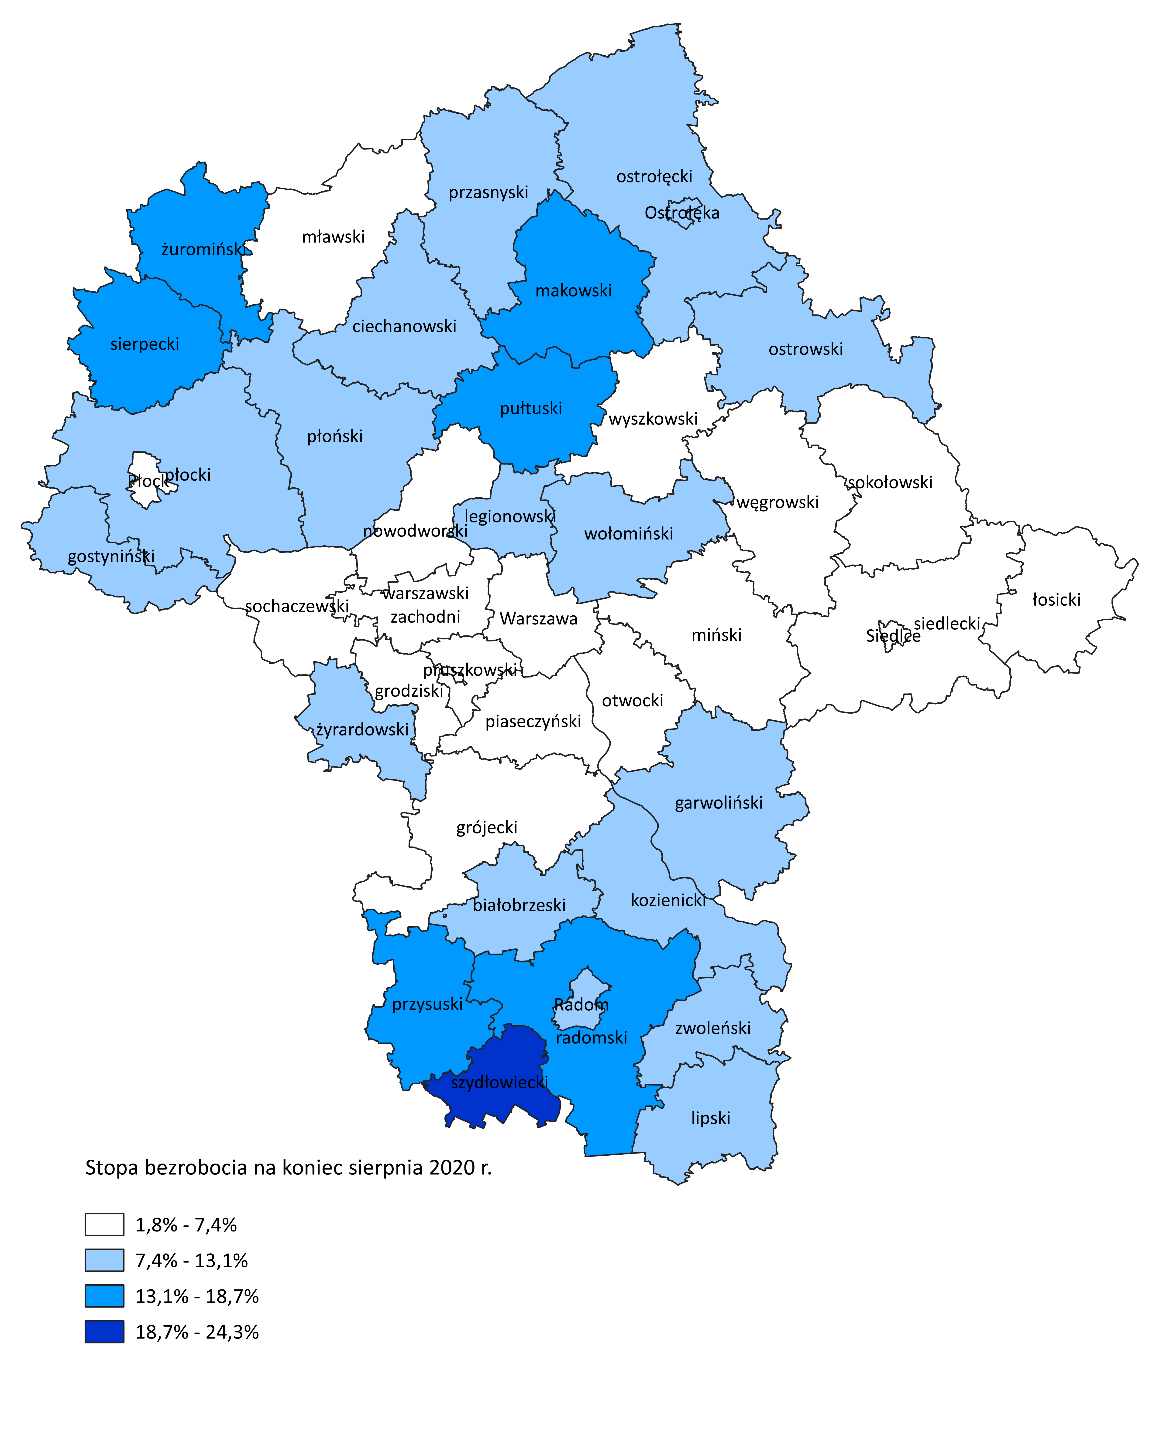 ostrołęcki
przasnyski
Ostrołęka
mławski
żuromiński
makowski
ciechanowski
sierpecki
ostrowski
pułtuski
wyszkowski
płoński
płocki
Płock
sokołowski
węgrowski
legionowski
nowodworski
wołomiński
gostyniński
warszawski
zachodni
sochaczewski
Warszawa
łosicki
siedlecki
Siedlce
miński
pruszkowski
grodziski
otwocki
piaseczyński
żyrardowski
garwoliński
grójecki
kozienicki
białobrzeski
przysuski
Radom
radomski
zwoleński
szydłowiecki
lipski
Stopa bezrobocia na koniec sierpnia 2020 r.
1,8% - 7,4%
7,4% - 13,1%
13,1% - 18,7%
18,7% - 24,3%